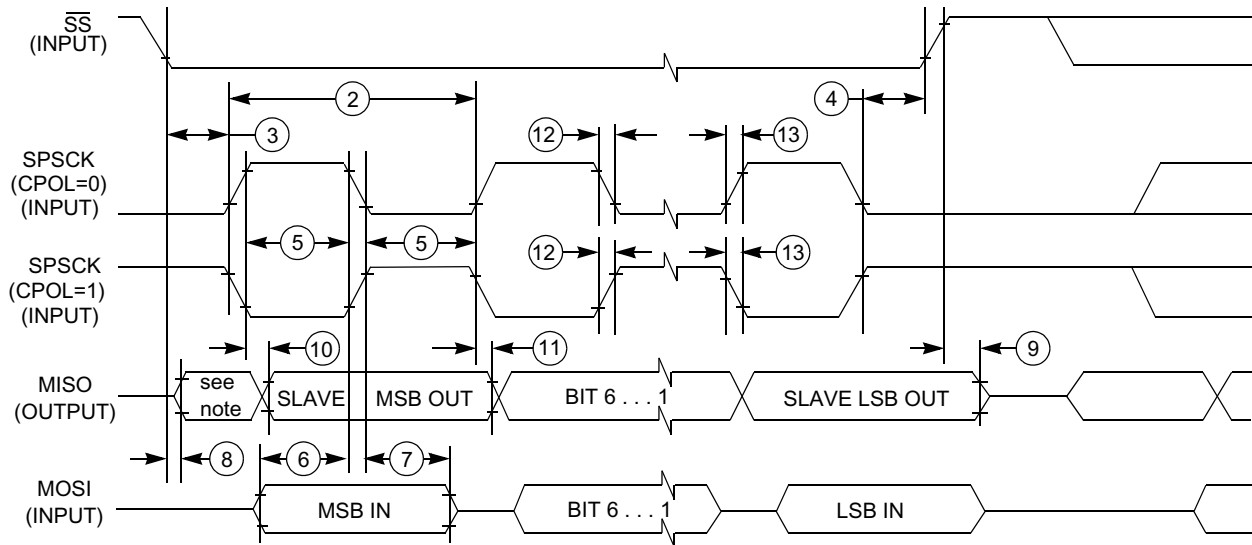 SS
(INPUT)
2
4
3
12
13
SPSCK
(CPOL=0)
(INPUT)
5
5
12
13
SPSCK
(CPOL=1)
(INPUT)
10
11
9
MISO
(OUTPUT)
see
note
SLAVE
MSB OUT
BIT 6 . . . 1
SLAVE LSB OUT
8
6
7
MOSI
(INPUT)
MSB IN
BIT 6 . . . 1
LSB IN